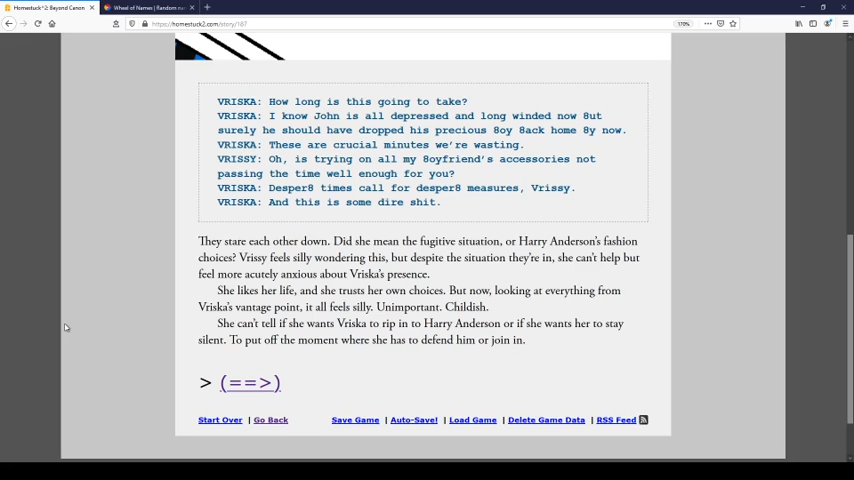 Homestuck^2: Beyond Canon
Wheel of Names | Random na
https://homestuck2.com/story/187
170%
VRISKA: How long is this going to take?
VRISKA: I know John is all depressed and long winded now 8ut
surely he should have dropped his precious 8oy 8ack home 8y now.
VRISKA: These are crucial minutes we're wasting.
VRISSY: Oh, is trying on all my 8oyfriend's accessories not
passing the time well enough for you?
VRISKA: Desper8 times call for desper8 measures, Vrissy.
VRISKA: And this is some dire shit.
They stare each other down. Did she mean the fugitive situation, or Harry Anderson's fashion
choices? Vrissy feels silly wondering this, but despite the situation they're in, she can't help but
feel more acutely anxious about Vriska's presence.
She likes her life, and she trusts her own choices. But now, looking at everything from
Vriska's vantage point, it all feels silly. Unimportant. Childish.
She can't tell if she wants Vriska to rip in to Harry Anderson or if she wants her to stay
silent. To put off the moment where she has to defend him or join in.
> (==>)
Start Over | Go Back Save Game | Auto-Save! | Load Game | Delete Game Data | RSS Feed